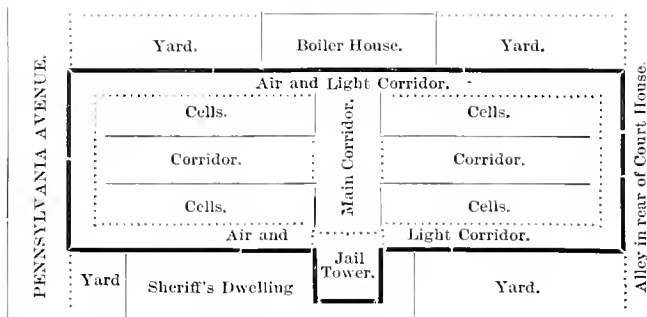 Yard. Boiler House. Yard.
PENNSYLVANIA AVENUE.
Air and Light Corridor.
Alley in rear of Court House.
Cells. Cells.
Corridor. Main Corridor. Corridor.
Cells. Cells.
Air and Light Corridor.
Yard Sheriff's Dwelling Jail Tower. Yard.